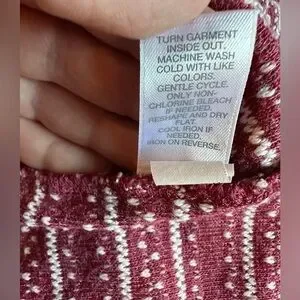 TURN GARMENT
INSIDE OUT.
MACHINE WASH
COLD WITH LIKE
COLORS.
GENTLE CYCLE.
ONLY NON-
CHLORINE BLEACH
IF NEEDED.
RESHAPE AND DRY
FLAT.
COOL IRON IF
NEEDED.
IRON ON REVERSE.